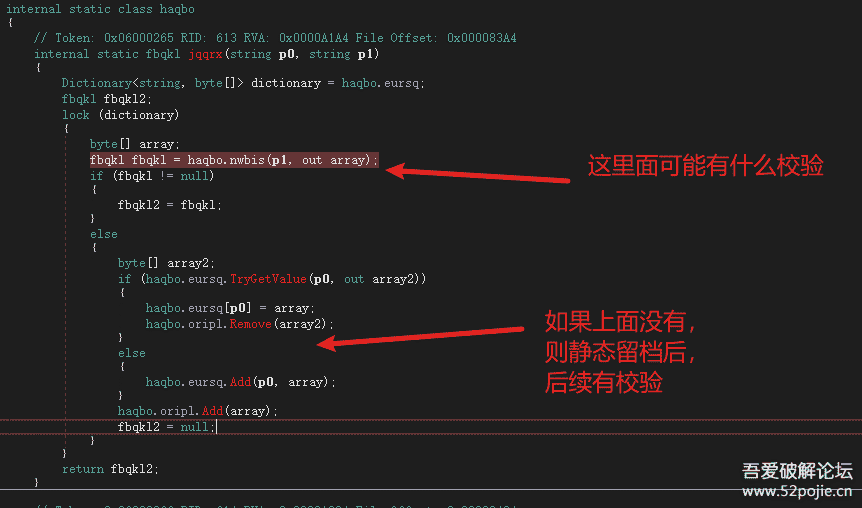 internal static class haqbo
{
// Token: 0x06000265 RID: 613 RVA: 0x0000A1A4 File Offset: 0x000083A4
internal static fbqkl jqqrx(string p0, string p1)
{
Dictionary<string, byte[]> dictionary = haqbo.eursq;
fbqkl fbqkl2;
lock (dictionary)
{
byte[] array;
fbqkl fbqkl = haqbo.nwbis(p1, out array);
这里面可能有什么校验
if (fbqkl != null)
{
fbqkl2 = fbqkl;
}
else
{
byte[] array2;
if (haqbo.eursq.TryGetValue(p0, out array2))
{
haqbo.eursq[p0] = array;
haqbo.oripl.Remove(array2);
}
如果上面没有，
则静态留档后，
后续有校验
else
{
haqbo.eursq.Add(p0, array);
}
haqbo.oripl.Add(array);
fbqkl2 = null;
}
}
return fbqkl2;
}
吾爱破解论坛
www.52pojie.cn